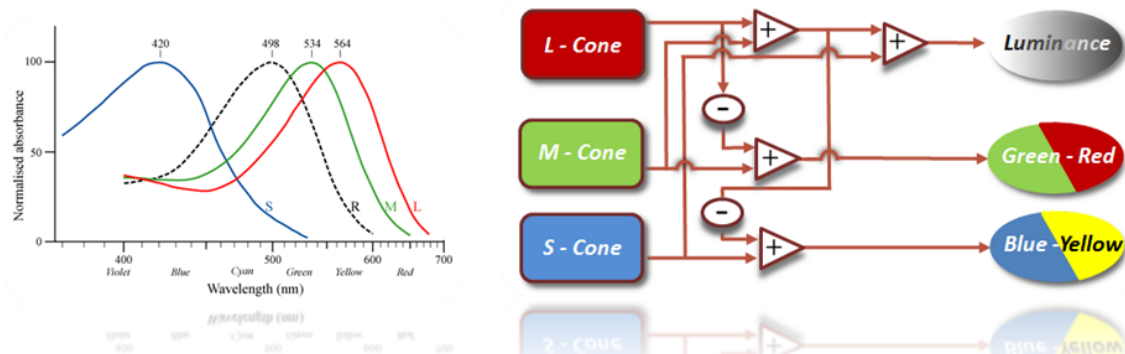 420
498
534
564
100
50
0
Normalised absorbance
S
R
M
L
400
500
600
700
Violet
Blue
Cyan
Green
Yellow
Red
Wavelength (nm)
L - Cone
M - Cone
S - Cone
+
+
-
+
-
+
Luminance
Green - Red
Blue -Yellow